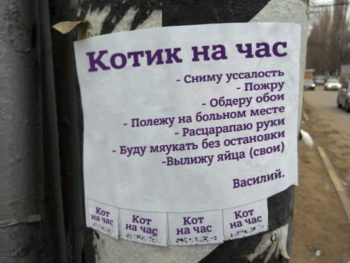 Котик на час
- Сниму уссалость
- Пожру
- Обдеру обои
- Полежу на больном месте
- Расцарапаю руки
- Буду мяукать без остановки
-Вылижу яйца (свои)
Василий.
Кот на час
Кот на час
Кот на час
Кот на час